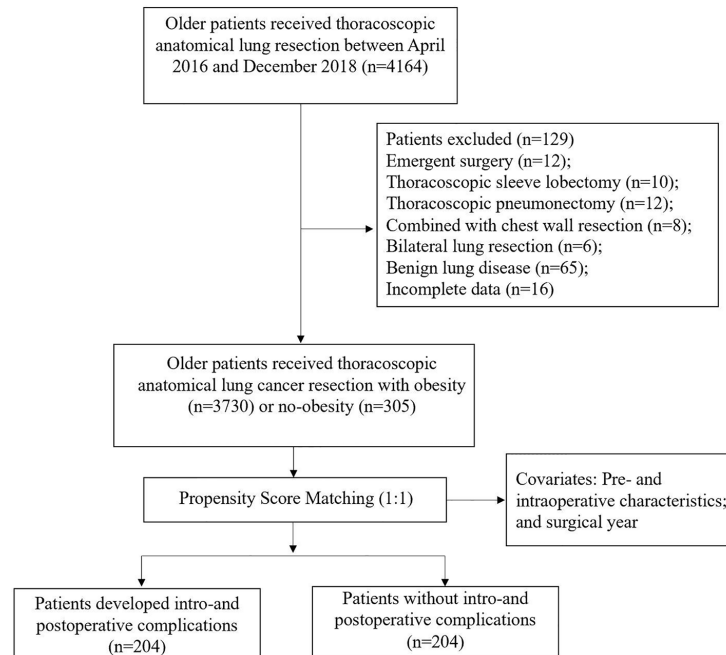 Older patients received thoracoscopic
anatomical lung resection between April
2016 and December 2018 (n=4164)
Patients excluded (n=129)
Emergent surgery (n=12);
Thoracoscopic sleeve lobectomy (n=10);
Thoracoscopic pneumonectomy (n=12);
Combined with chest wall resection (n=8);
Bilateral lung resection (n=6);
Benign lung disease (n=65);
Incomplete data (n=16)
Older patients received thoracoscopic
anatomical lung cancer resection with obesity
(n=3730) or no-obesity (n=305)
Propensity Score Matching (1:1)
Covariates: Pre- and
intraoperative characteristics;
and surgical year
Patients developed intro-and
postoperative complications
(n=204)
Patients without intro-and
postoperative complications
(n=204)